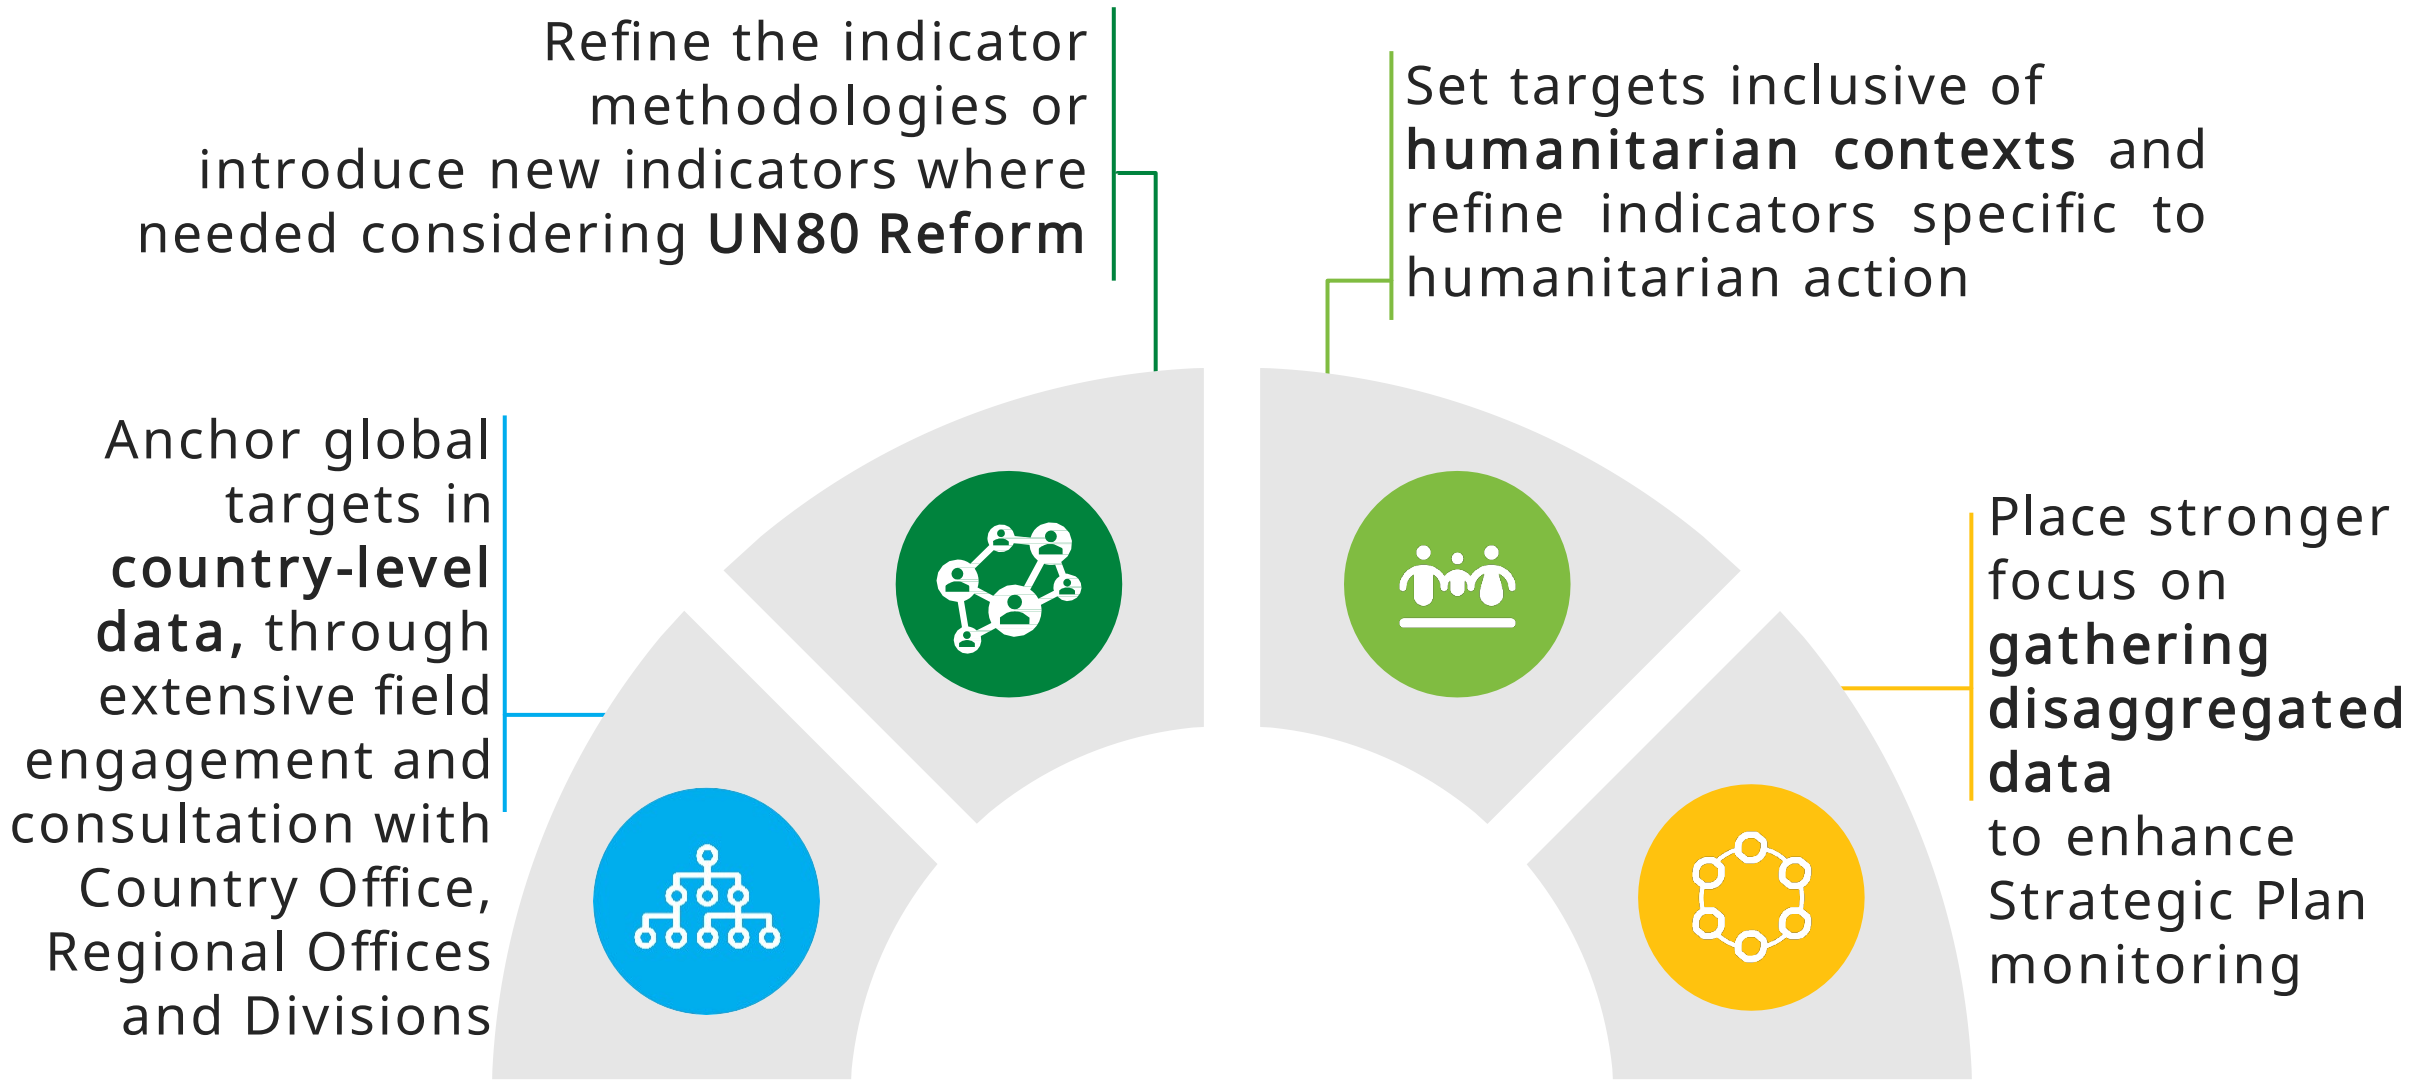 Refine the indicator
methodologies or
introduce new indicators where
needed considering UN80 Reform
Set targets inclusive of
humanitarian contexts and
refine indicators specific to
humanitarian action
Anchor global
targets in
country-level
data, through
extensive field
engagement and
consultation with
Country Office,
Regional Offices
and Divisions
Place stronger
focus on
gathering
disaggregated
data
to enhance
Strategic Plan
monitoring